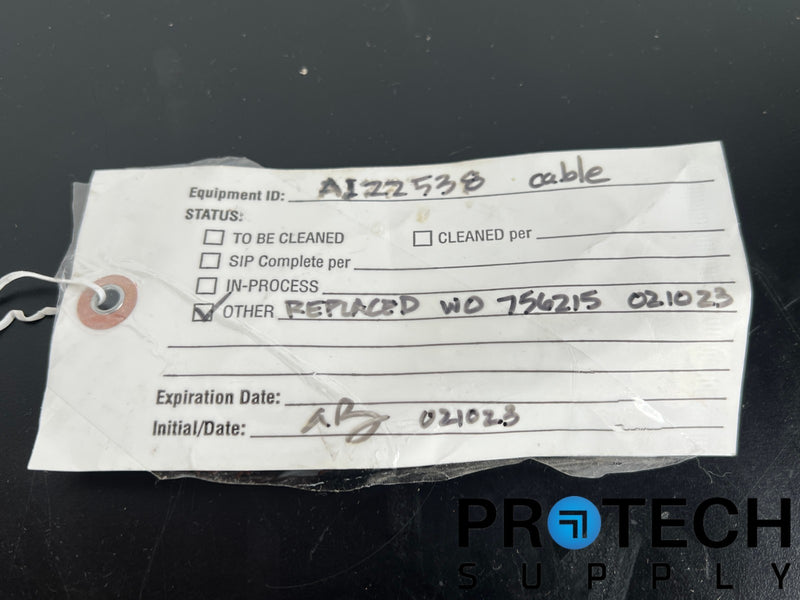 Equipment ID: AI22538 cable
STATUS:
TO BE CLEANED CLEANED per
SIP Complete per
IN-PROCESS
OTHER REPLACED WO 756215 021023
Expiration Date:
Initial/Date: AB 021023
PROTECH
SUPPLY